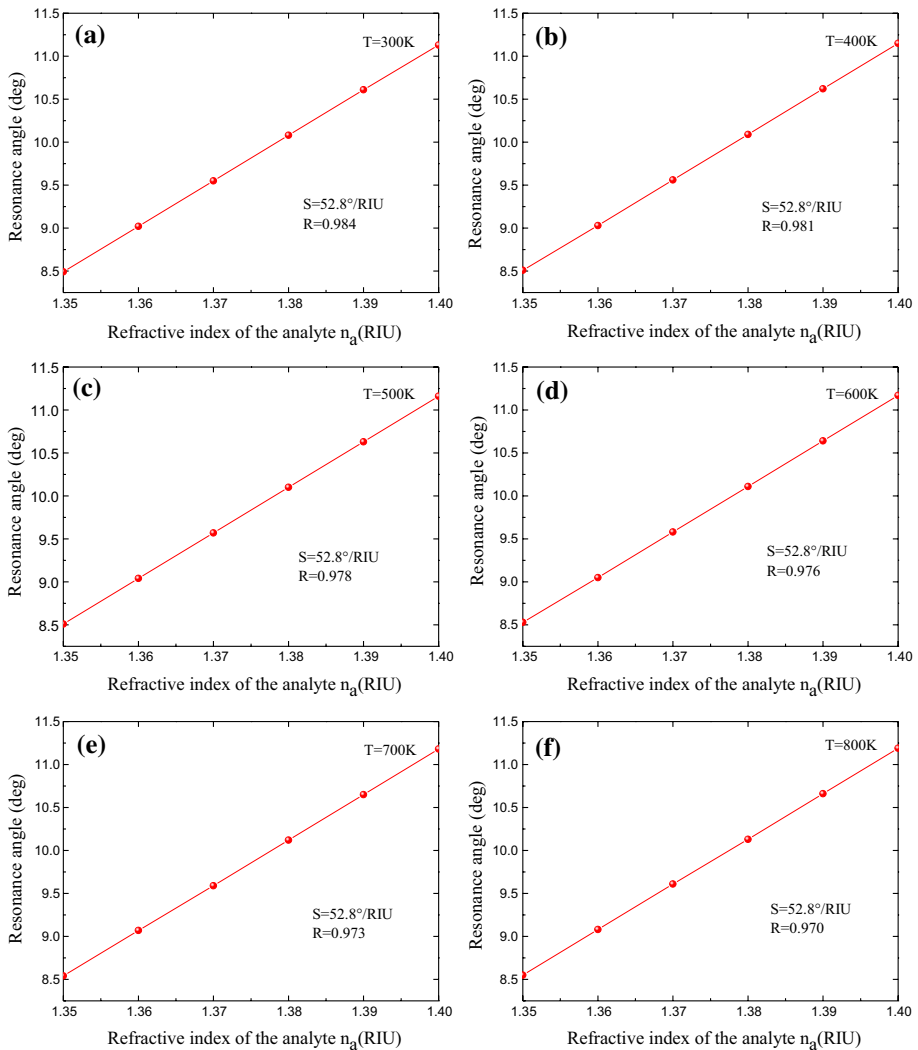 (a)
T=300K
11.5
11.0
10.5
10.0
9.5
9.0
8.5
Resonance angle (deg)
S=52.8°/RIU
R=0.984
1.35 1.36 1.37 1.38 1.39 1.40
Refractive index of the analyte na(RIU)
(b)
T=400K
11.5
11.0
10.5
10.0
9.5
9.0
8.5
Resonance angle (deg)
S=52.8°/RIU
R=0.981
1.35 1.36 1.37 1.38 1.39 1.40
Refractive index of the analyte na(RIU)
(c)
T=500K
11.5
11.0
10.5
10.0
9.5
9.0
8.5
Resonance angle (deg)
S=52.8°/RIU
R=0.978
1.35 1.36 1.37 1.38 1.39 1.40
Refractive index of the analyte na(RIU)
(d)
T=600K
11.5
11.0
10.5
10.0
9.5
9.0
8.5
Resonance angle (deg)
S=52.8°/RIU
R=0.976
1.35 1.36 1.37 1.38 1.39 1.40
Refractive index of the analyte na(RIU)
(e)
T=700K
11.5
11.0
10.5
10.0
9.5
9.0
8.5
Resonance angle (deg)
S=52.8°/RIU
R=0.973
1.35 1.36 1.37 1.38 1.39 1.40
Refractive index of the analyte na(RIU)
(f)
T=800K
11.5
11.0
10.5
10.0
9.5
9.0
8.5
Resonance angle (deg)
S=52.8°/RIU
R=0.970
1.35 1.36 1.37 1.38 1.39 1.40
Refractive index of the analyte na(RIU)